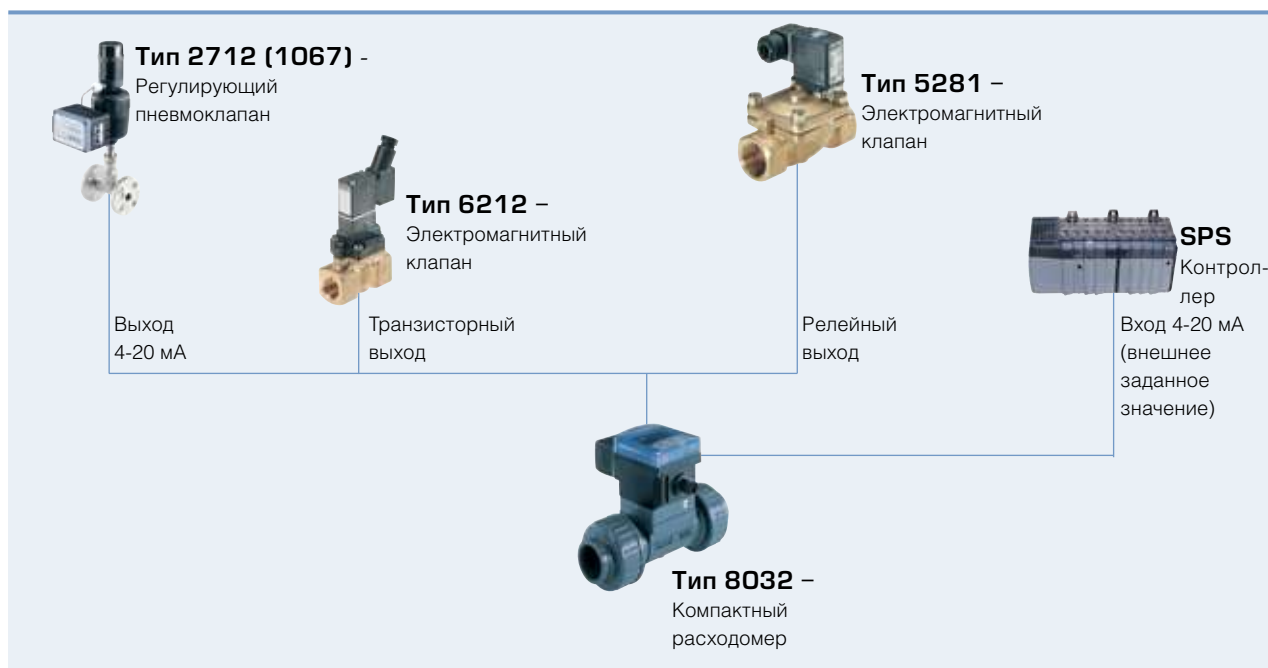 Тип 2712 (1067) -
Регулирующий
пневмоклапан
Тип 5281 –
Электромагнитный
клапан
Тип 6212 –
Электромагнитный
клапан
SPS
Контрол-
лер
Выход
4-20 мА
Транзисторный
выход
Релейный
выход
Вход 4-20 мА
(внешнее
заданное
значение)
Тип 8032 –
Компактный
расходомер